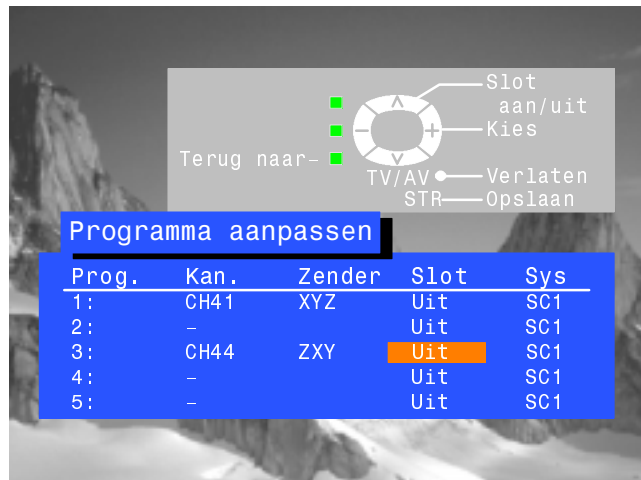 Slot
aan/uit
Kies
Terug naar–
TV/AV Verlaten
STR Opslaan
Programma aanpassen
Prog. Kan. Zender Slot Sys
1: CH41 XYZ Uit SC1
2: – Uit SC1
3: CH44 ZXY Uit SC1
4: – Uit SC1
5: – Uit SC1